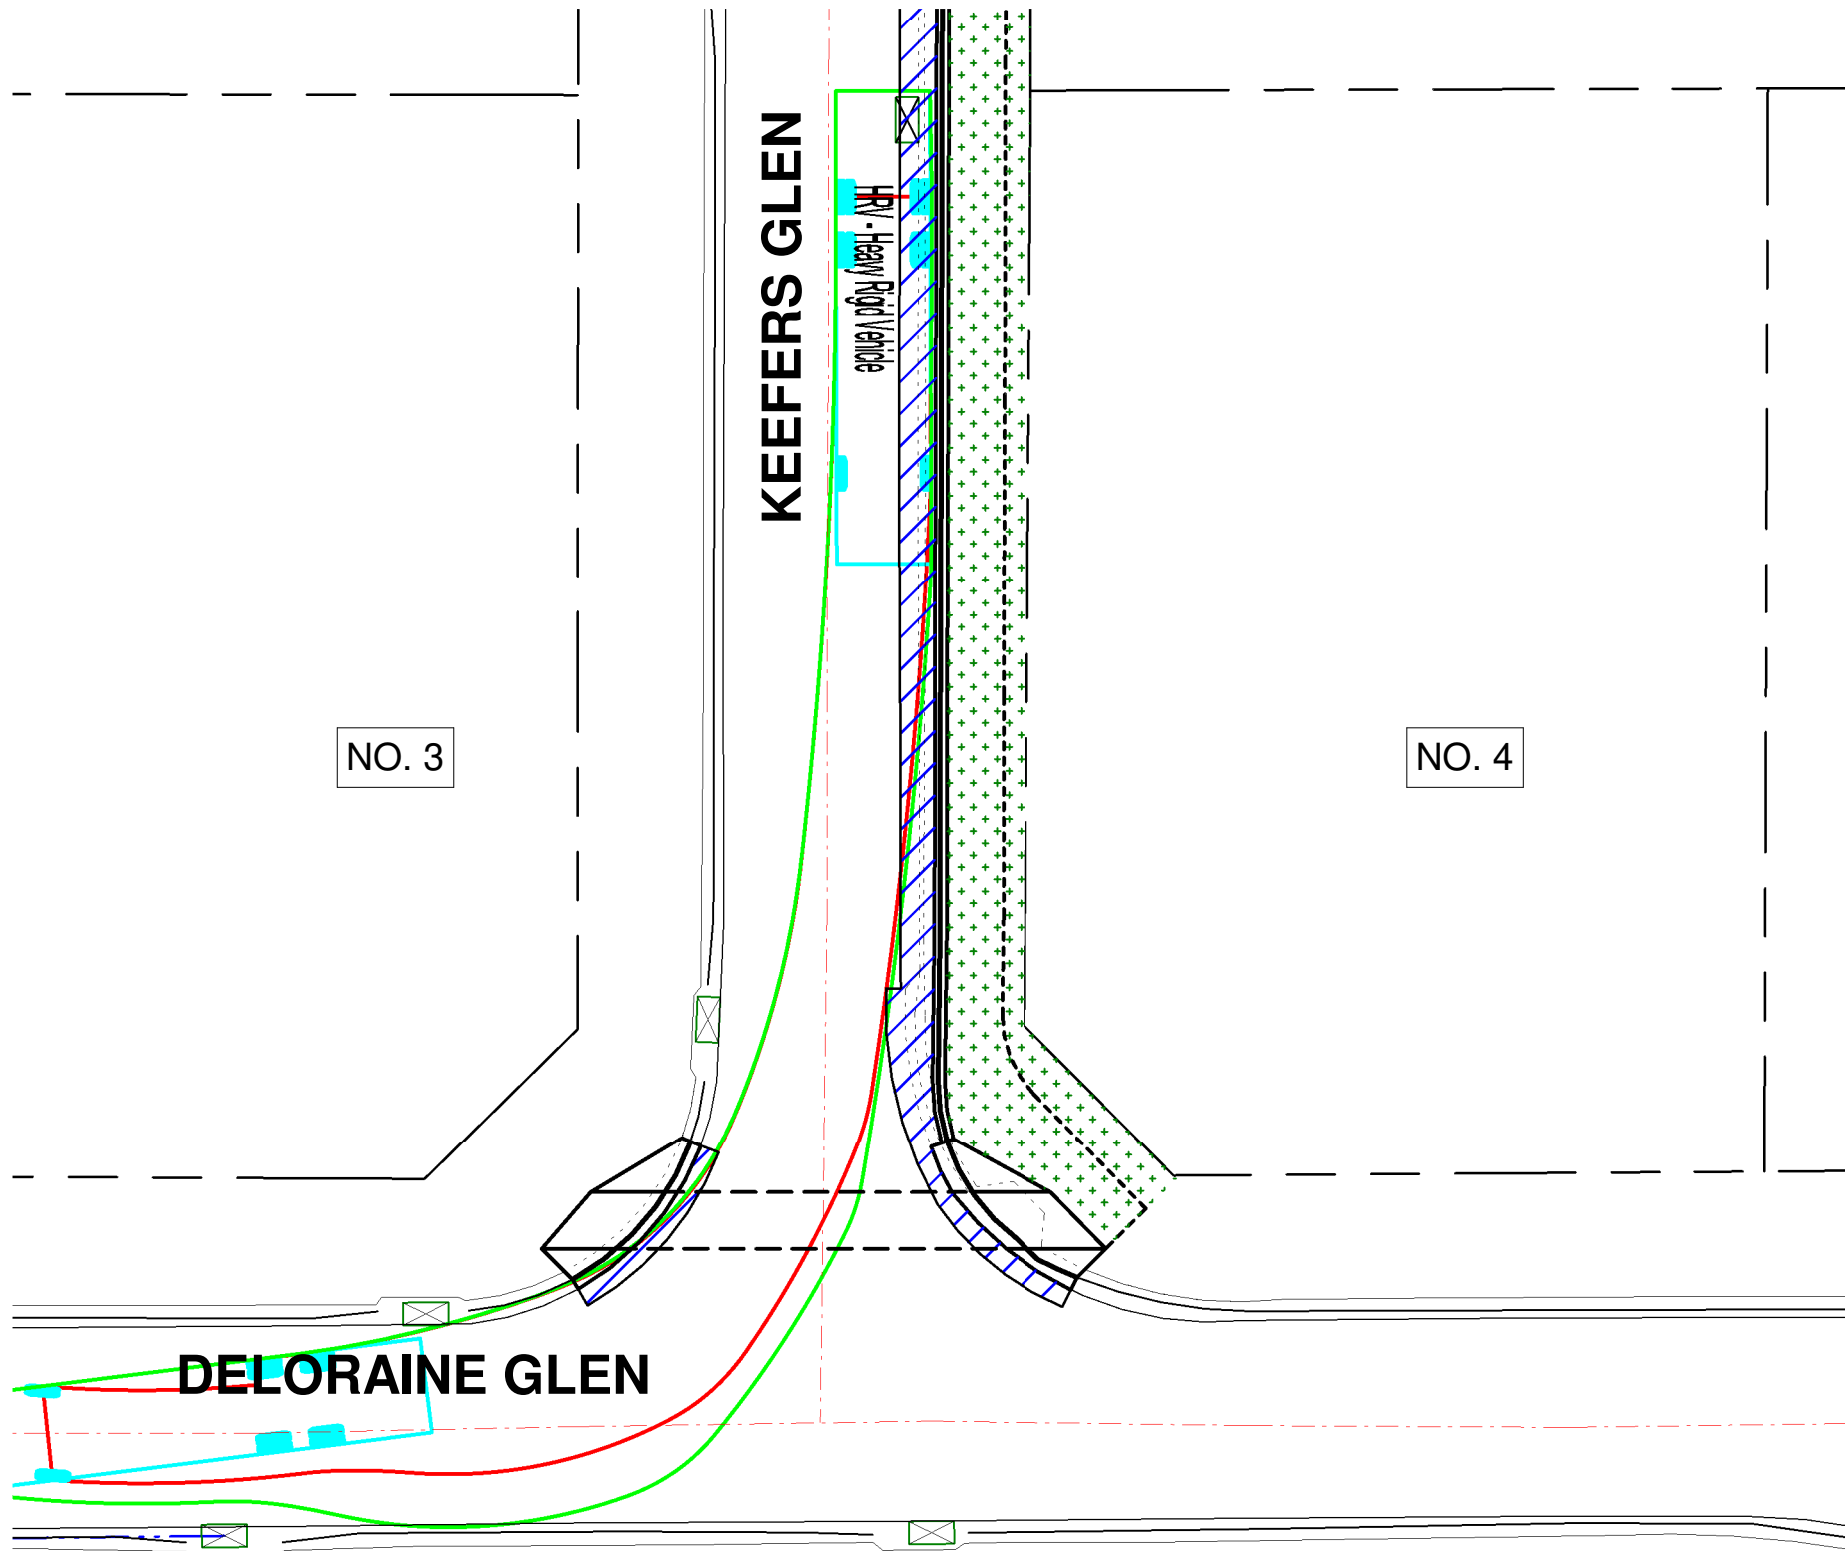 KEEFERS GLEN
HRV - Heavy Rigid Vehicle
NO. 3
NO. 4
DELORAINE GLEN